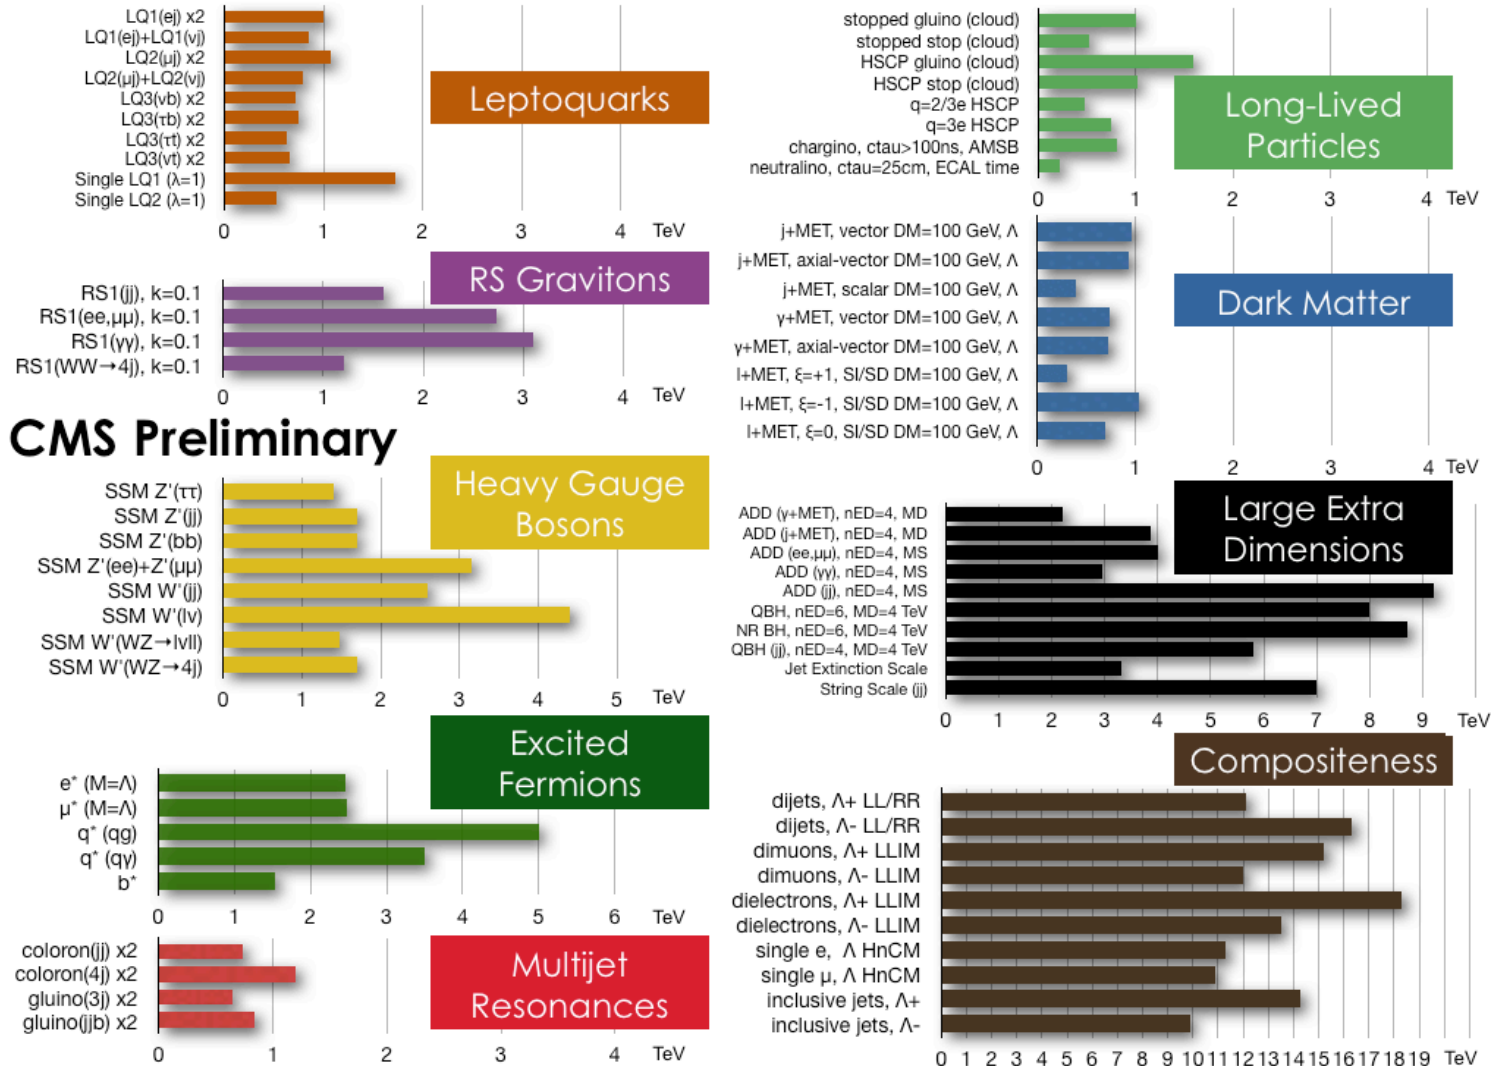 LQ1(ej) x2
LQ1(ej)+LQ1(νj)
LQ2(μj) x2
LQ2(μj)+LQ2(νj)
LQ3(νb) x2
LQ3(τb) x2
LQ3(τt) x2
LQ3(νt) x2
Single LQ1 (λ=1)
Single LQ2 (λ=1)
0 1 2 3 4 TeV
Leptoquarks
RS Gravitons
RS1(jj), k=0.1
RS1(ee,μμ), k=0.1
RS1(γγ), k=0.1
RS1(WW→4j), k=0.1
0 1 2 3 4 TeV
CMS Preliminary
Heavy Gauge
Bosons
SSM Z'(ττ)
SSM Z'(jj)
SSM Z'(bb)
SSM Z'(ee)+Z'(μμ)
SSM W'(jj)
SSM W'(lν)
SSM W'(WZ→lνll)
SSM W'(WZ→4j)
0 1 2 3 4 5 TeV
Excited
Fermions
e* (M=Λ)
μ* (M=Λ)
q* (qg)
q* (qγ)
b*
0 1 2 3 4 5 6 TeV
coloron(jj) x2
coloron(4j) x2
gluino(3j) x2
gluino(jjb) x2
0 1 2 3 4 TeV
Multijet
Resonances
stopped gluino (cloud)
stopped stop (cloud)
HSCP gluino (cloud)
HSCP stop (cloud)
q=2/3e HSCP
q=3e HSCP
chargino, ctau>100ns, AMSB
neutralino, ctau=25cm, ECAL time
0 1 2 3 4 TeV
Long-Lived
Particles
j+MET, vector DM=100 GeV, Λ
j+MET, axial-vector DM=100 GeV, Λ
j+MET, scalar DM=100 GeV, Λ
γ+MET, vector DM=100 GeV, Λ
γ+MET, axial-vector DM=100 GeV, Λ
l+MET, ξ=+1, SI/SD DM=100 GeV, Λ
l+MET, ξ=-1, SI/SD DM=100 GeV, Λ
l+MET, ξ=0, SI/SD DM=100 GeV, Λ
0 1 2 3 4 TeV
Dark Matter
Large Extra
Dimensions
ADD (γ+MET), nED=4, MD
ADD (j+MET), nED=4, MD
ADD (ee,μμ), nED=4, MS
ADD (γγ), nED=4, MS
ADD (jj), nED=4, MS
QBH, nED=6, MD=4 TeV
NR BH, nED=6, MD=4 TeV
QBH (jj), nED=4, MD=4 TeV
Jet Extinction Scale
String Scale (jj)
0 1 2 3 4 5 6 7 8 9 TeV
Compositeness
dijets, Λ+ LL/RR
dijets, Λ- LL/RR
dimuons, Λ+ LLIM
dimuons, Λ- LLIM
dielectrons, Λ+ LLIM
dielectrons, Λ- LLIM
single e, Λ HnCM
single μ, Λ HnCM
inclusive jets, Λ+
inclusive jets, Λ-
0 1 2 3 4 5 6 7 8 9 10 11 12 13 14 15 16 17 18 19 TeV